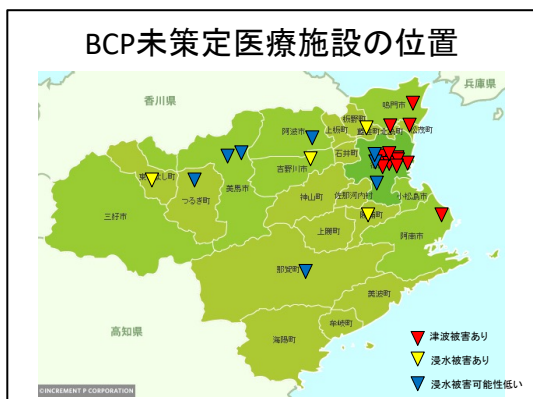 BCP未策定医療施設の位置
兵庫県
香川県
鳴門市
板野町
阿波市
上板町
北島町
松茂町
石井町
吉野川市
美馬市
つるぎ町
三好市
神山町
佐那河内村
小松島市
上勝町
阿南市
那賀町
美波町
牟岐町
海陽町
高知県
津波被害あり
浸水被害あり
浸水被害可能性低い
©INCREMENT P CORPORATION